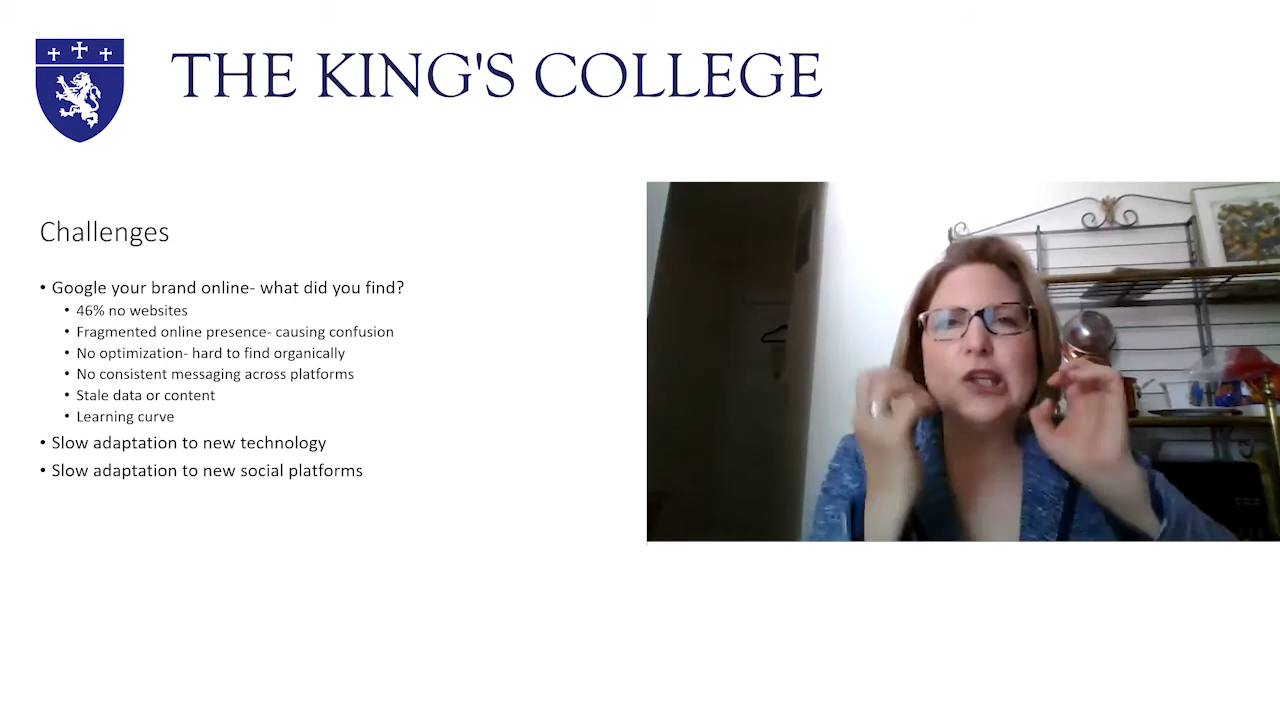 THE KING'S COLLEGE
Challenges
• Google your brand online- what did you find?
• 46% no websites
• Fragmented online presence- causing confusion
• No optimization- hard to find organically
• No consistent messaging across platforms
• Stale data or content
• Learning curve
• Slow adaptation to new technology
• Slow adaptation to new social platforms